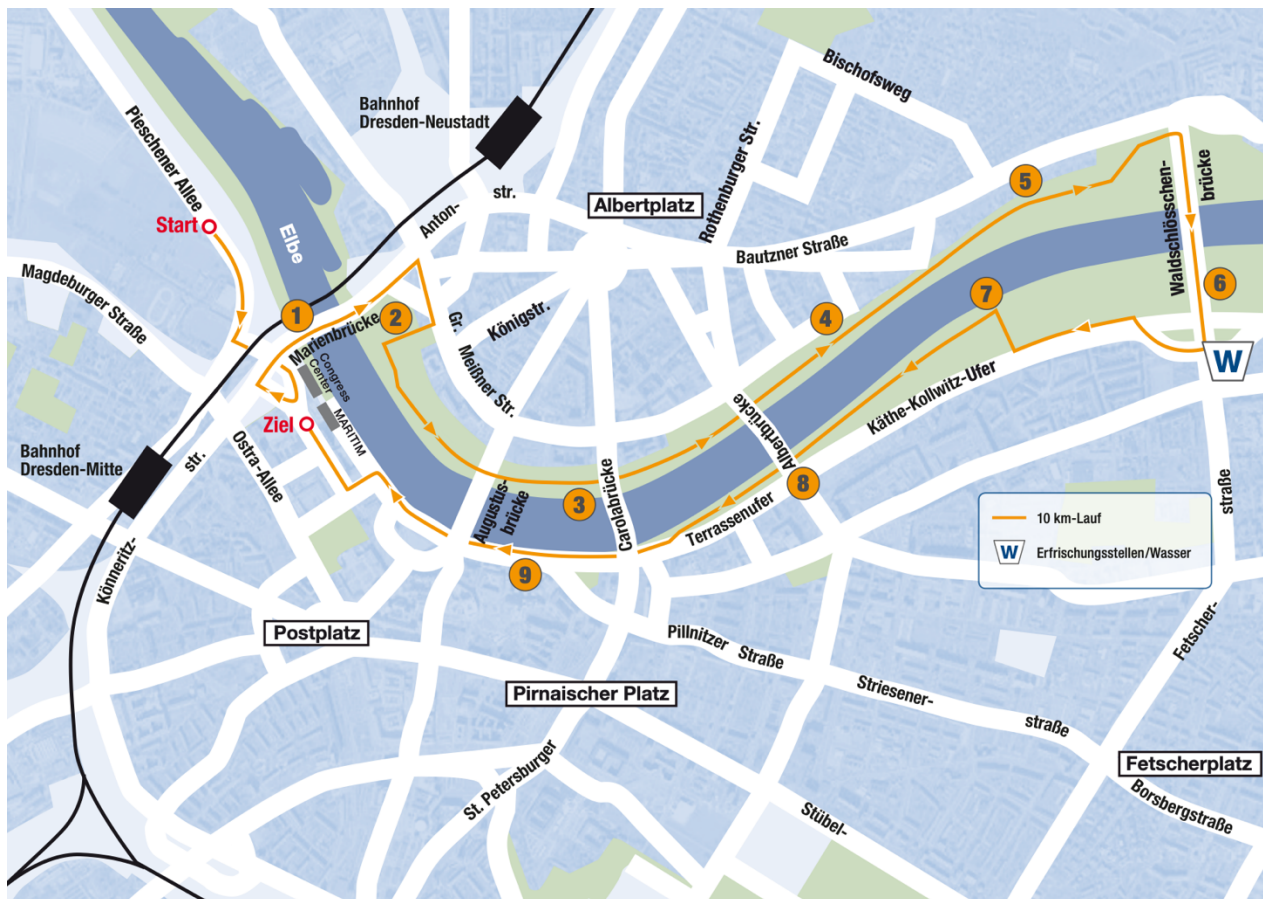 Bischofsweg
Bahnhof
Dresden-Neustadt
Pieschener Allee
Rothenburger Str.
5
Waldschlösschen-
brücke
Start
Anton-
str.
Albertplatz
Elbe
Bautzner Straße
Magdeburger Straße
1
2
Marienbrücke
Gr.
Meißner Str.
Königstr.
4
7
6
W
Congress
Center
MARITIM
Ziel
Käthe-Kollwitz-Ufer
Albertbrücke
Bahnhof
Dresden-Mitte
Ostra-Allee
Könneritz-
str.
Augustus-
brücke
3
Carolabrücke
8
Terrassenufer
9
10 km-Lauf
W
Erfrischungsstellen/Wasser
Fetscher-
straße
Postplatz
Pillnitzer Straße
Pirnaischer Platz
Striesener-
straße
St. Petersburger
Stübel-
Fetscherplatz
Borsbergstraße